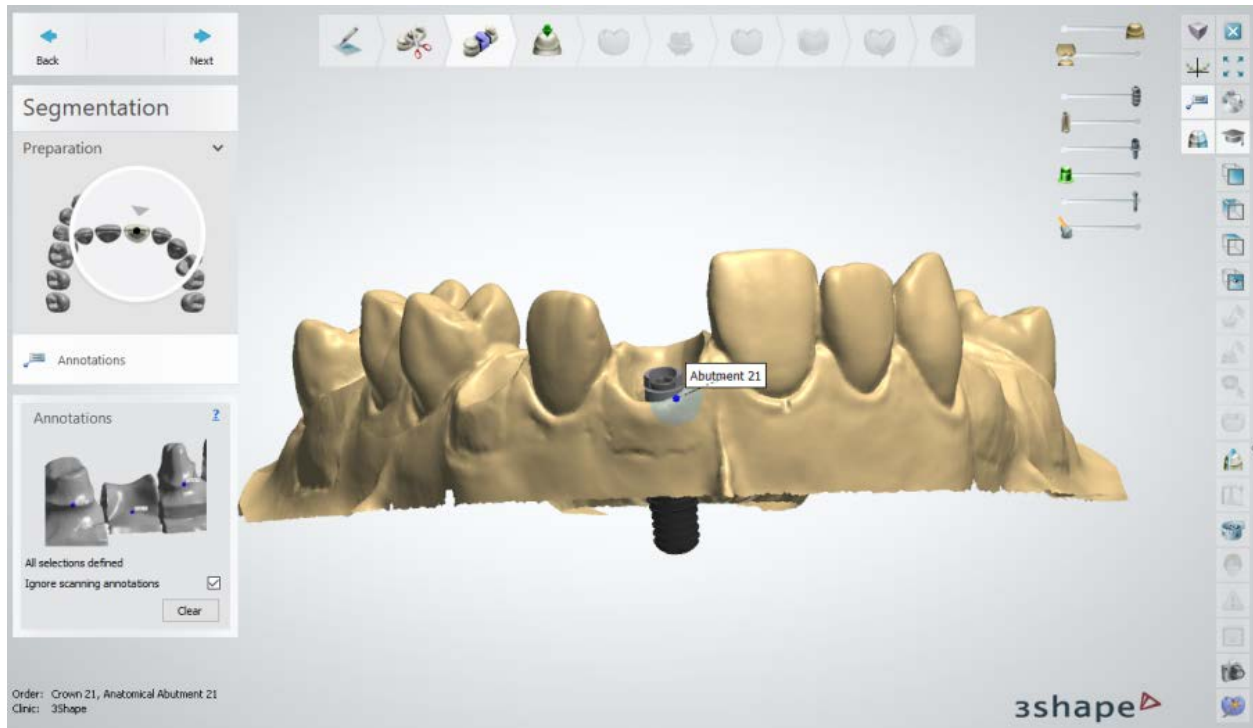 Back
Next
Segmentation
Preparation
Annotations
Annotations
?
All selections defined
Ignore scanning annotations
Clear
Abutment 21
Order: Crown 21, Anatomical Abutment 21
Clinic: 3Shape
3shape